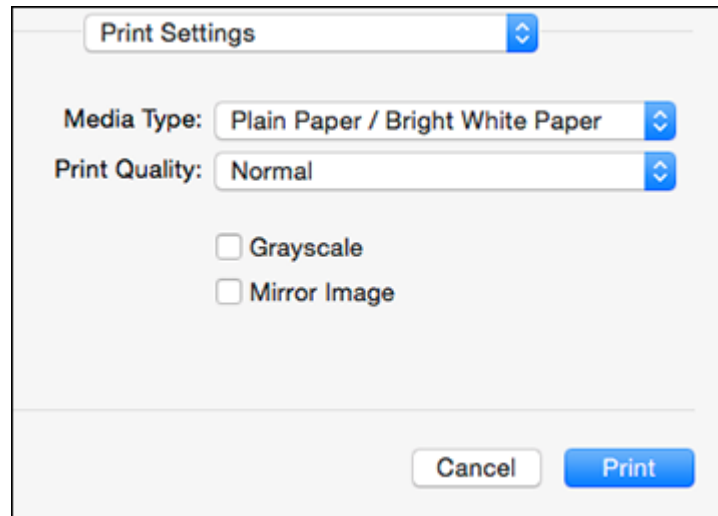 Print Settings
Media Type: Plain Paper / Bright White Paper
Print Quality: Normal
Grayscale
Mirror Image
Cancel Print